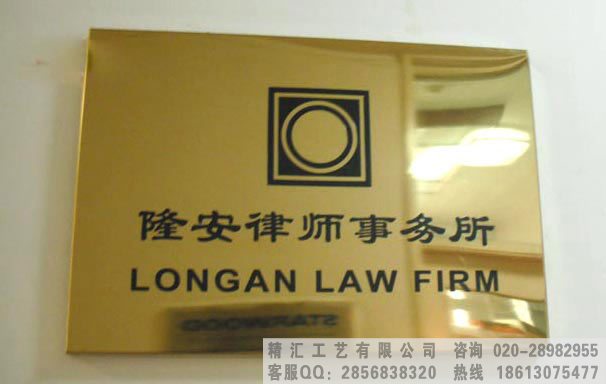 隆安律师事务所
LONGAN LAW FIRM
STARWOOD
精汇工艺有限公司 咨询 020-28982955
客服QQ: 2856838320 热线 18613075477